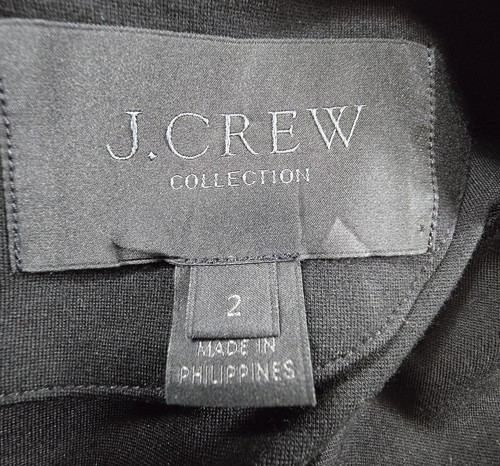 J.CREW
COLLECTION
2
MADE IN
PHILIPPINES